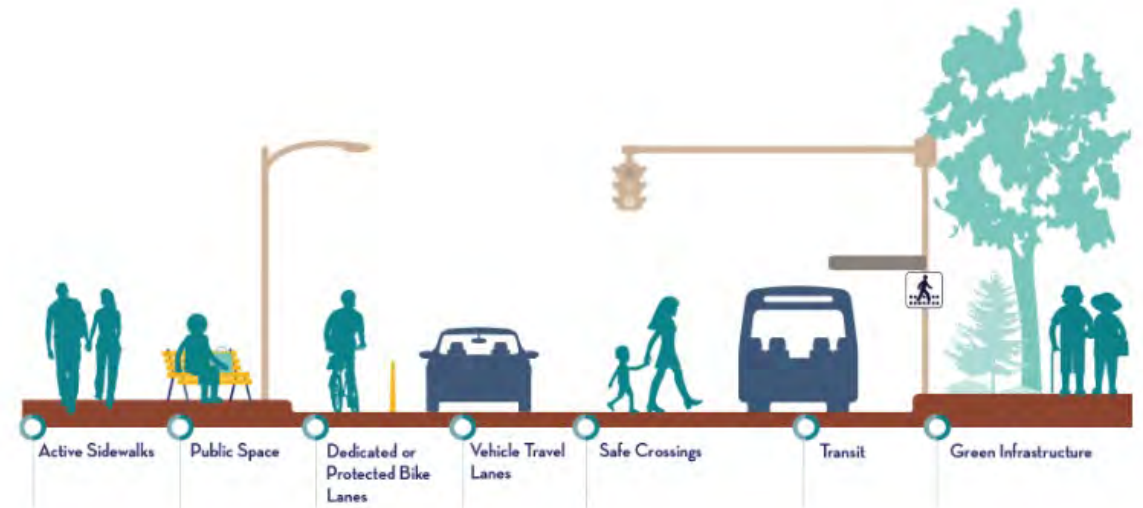 Active Sidewalks
Public Space
Dedicated or
Protected Bike
Lanes
Vehicle Travel
Lanes
Safe Crossings
Transit
Green Infrastructure